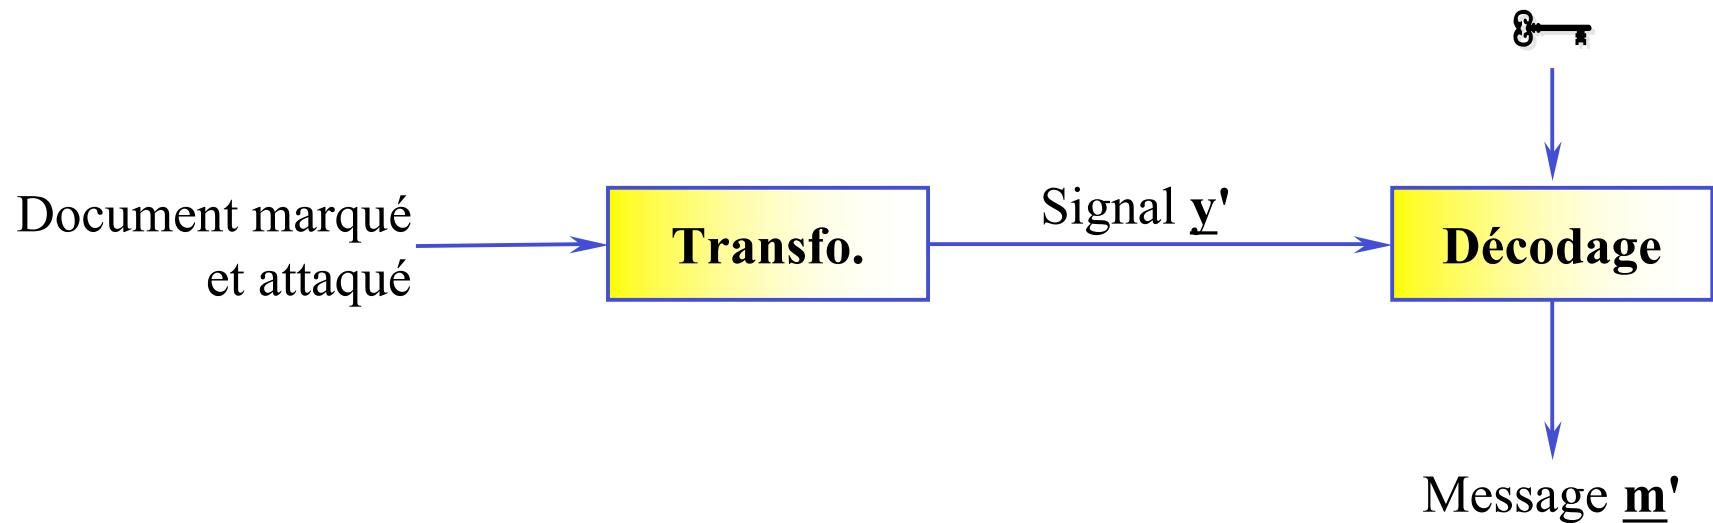 Document marqué
et attaqué
Transfo.
Signal y'
Décodage
Message m'